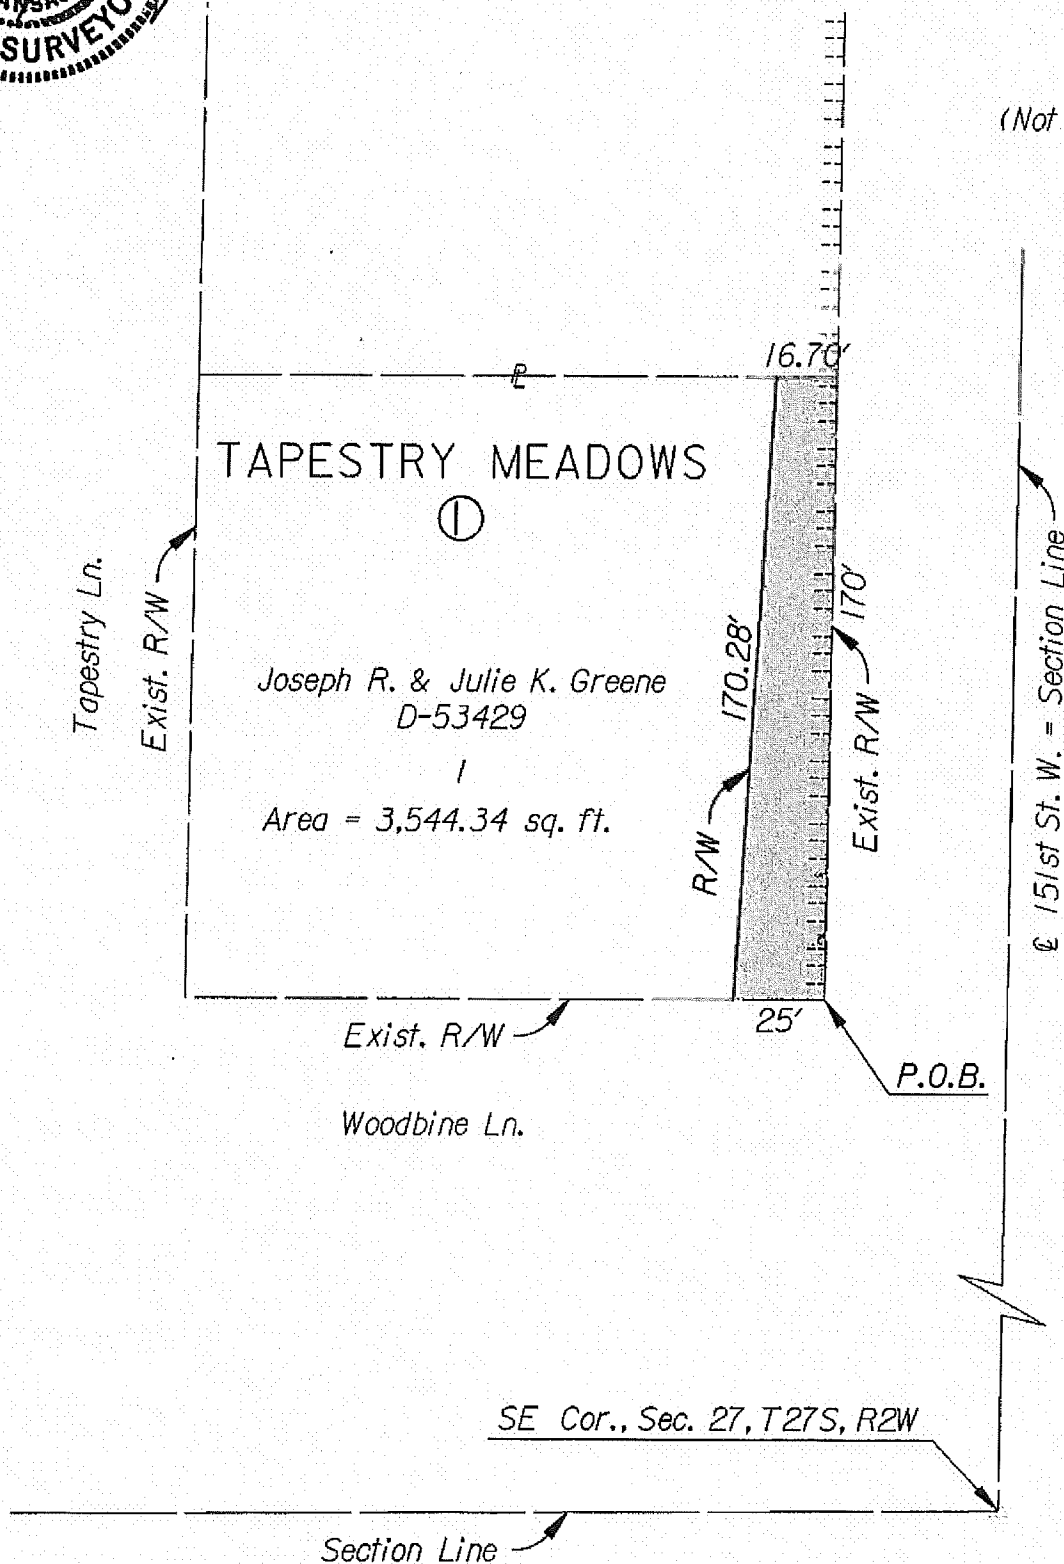 SURVEYO
(Not
16.70'
PL
TAPESTRY MEADOWS
1
Tapestry Ln.
Exist. R/W
Joseph R. & Julie K. Greene
D-53429
1
Area = 3,544.34 sq. ft.
170.28'
R/W
170'
Exist. R/W
℄ 151st St. W. = Section Line
25'
Exist. R/W
P.O.B.
Woodbine Ln.
SE Cor., Sec. 27, T27S, R2W
Section Line